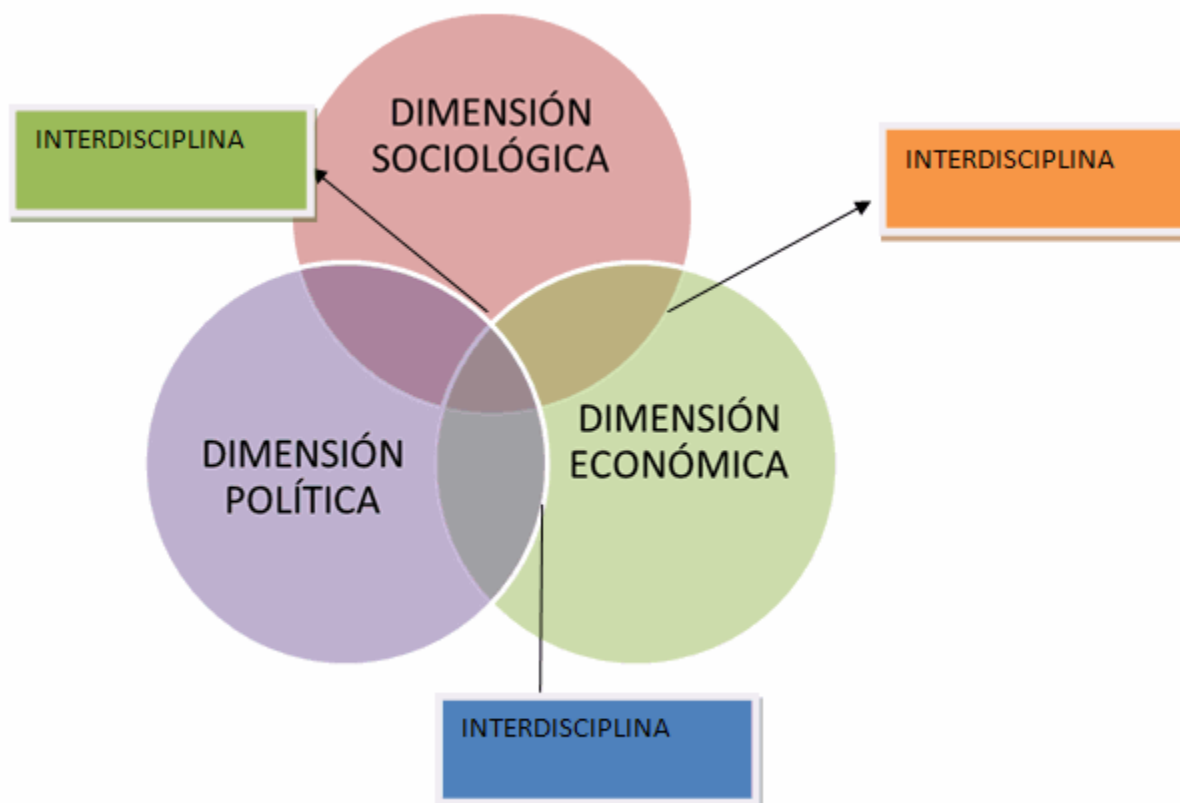 DIMENSIÓN
SOCIOLÓGICA
INTERDISCIPLINA
INTERDISCIPLINA
DIMENSIÓN
POLÍTICA
DIMENSIÓN
ECONÓMICA
INTERDISCIPLINA